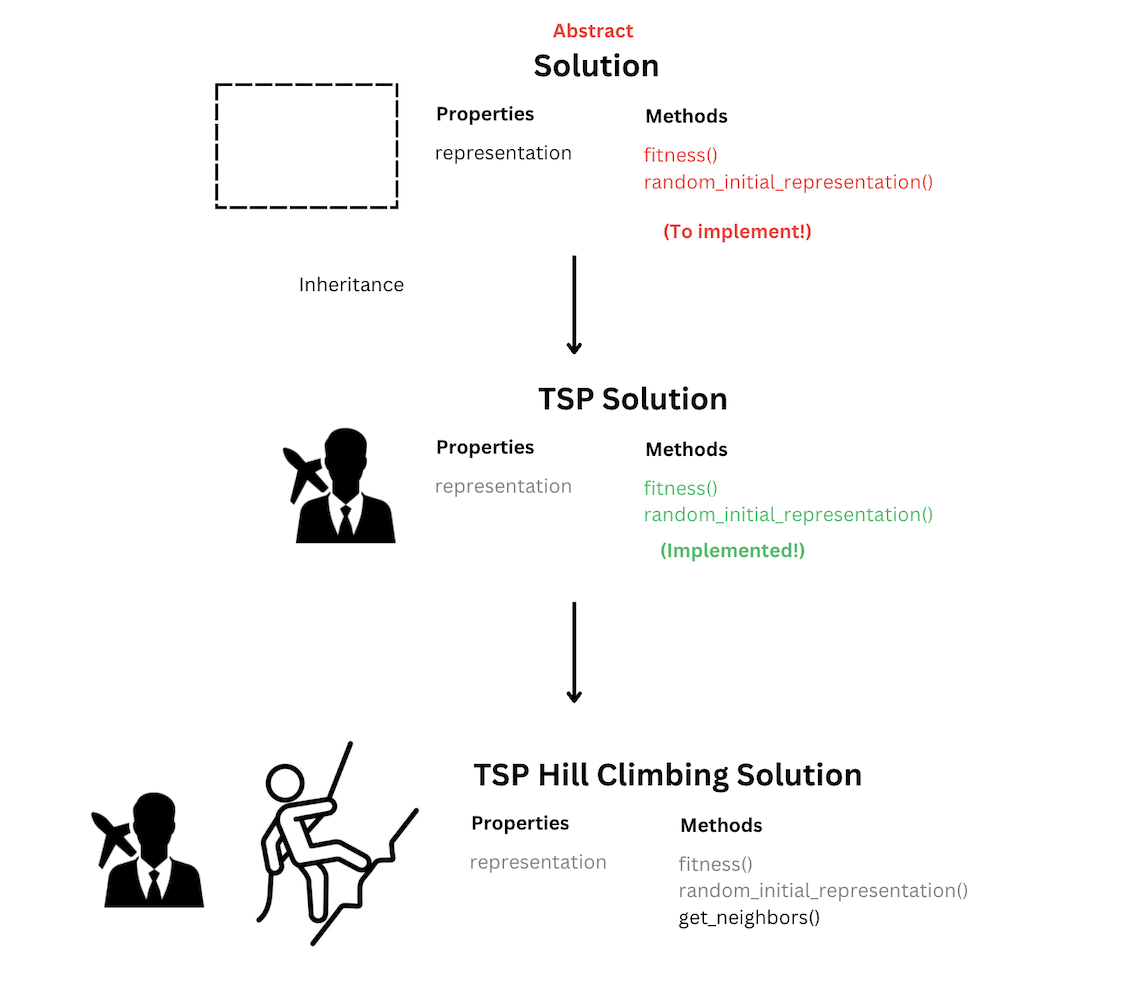 Abstract
Solution
Properties
Methods
representation
fitness()
random_initial_representation()
(To implement!)
Inheritance
TSP Solution
Properties
Methods
representation
fitness()
random_initial_representation()
(Implemented!)
TSP Hill Climbing Solution
Properties
Methods
representation
fitness()
random_initial_representation()
get_neighbors()